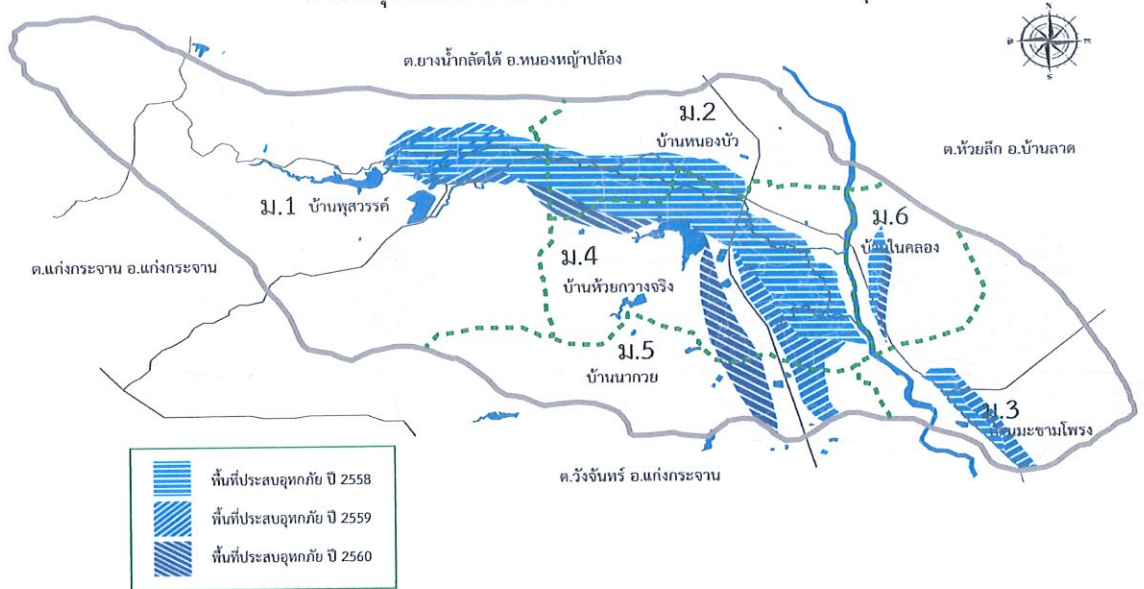 N
E
S
ต.ยางน้ำกลัดใต้ อ.หนองหญ้าปล้อง
ม.2
บ้านหนองบัว
ต.ห้วยลึก อ.บ้านลาด
ม.1 บ้านพุสวรรค์
ม.6
บ้านในคลอง
ต.แก่งกระจาน อ.แก่งกระจาน
ม.4
บ้านห้วยกวางจริง
ม.5
บ้านนากวย
ม.3
ต.วังจันทร์ อ.แก่งกระจาน
พื้นที่ประสบอุทกภัย ปี 2558
พื้นที่ประสบอุทกภัย ปี 2559
พื้นที่ประสบอุทกภัย ปี 2560